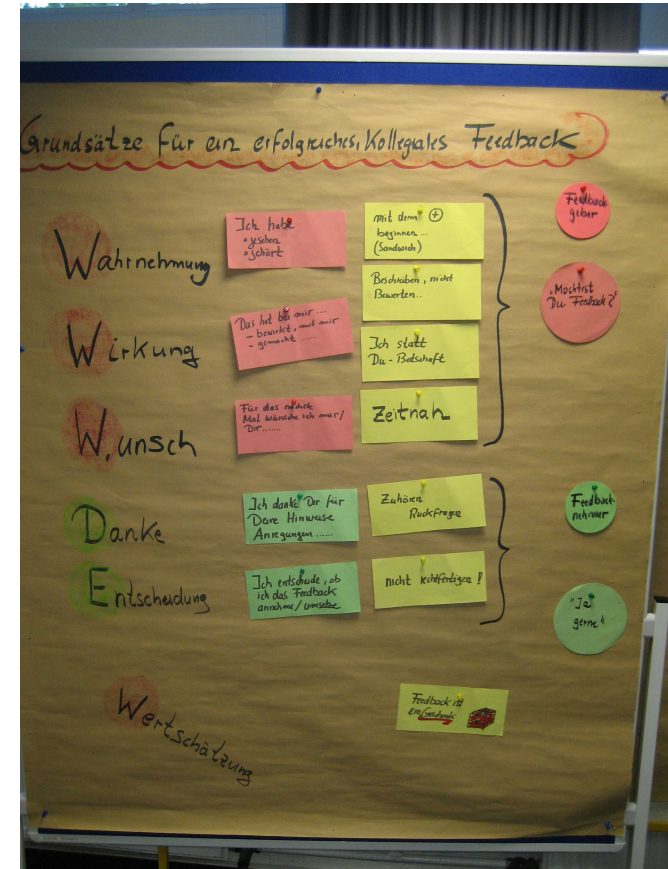 Grundsätze für ein erfolgreiches, Kollegiales Feedback
Wahrnehmung
Ich habe
• gesehen
• gehört
mit dem +
beginnen...
(Sandwich)
Beschreiben, nicht
Bewerten..
Feedback
geber
„Möchtest
Du Feedback?"
Wirkung
Das hat bei mir ....
- bewirkt, mit mir
- gemacht .....
Ich statt
Du-Botschaft
Wunsch
Für das nächste
Mal wünsche ich mir/
Dir.......
Zeitnah
Danke
Ich danke Dir für
Deine Hinweise
Anregungen......
Zuhören
Rückfragen
Feedback
nehmer
Entscheidung
Ich entscheide, ob
ich das Feedback
annehme/umsetze
nicht rechtfertigen!
"Ja
gerne"
Wertschätzung
Feedback ist
ein Geschenk